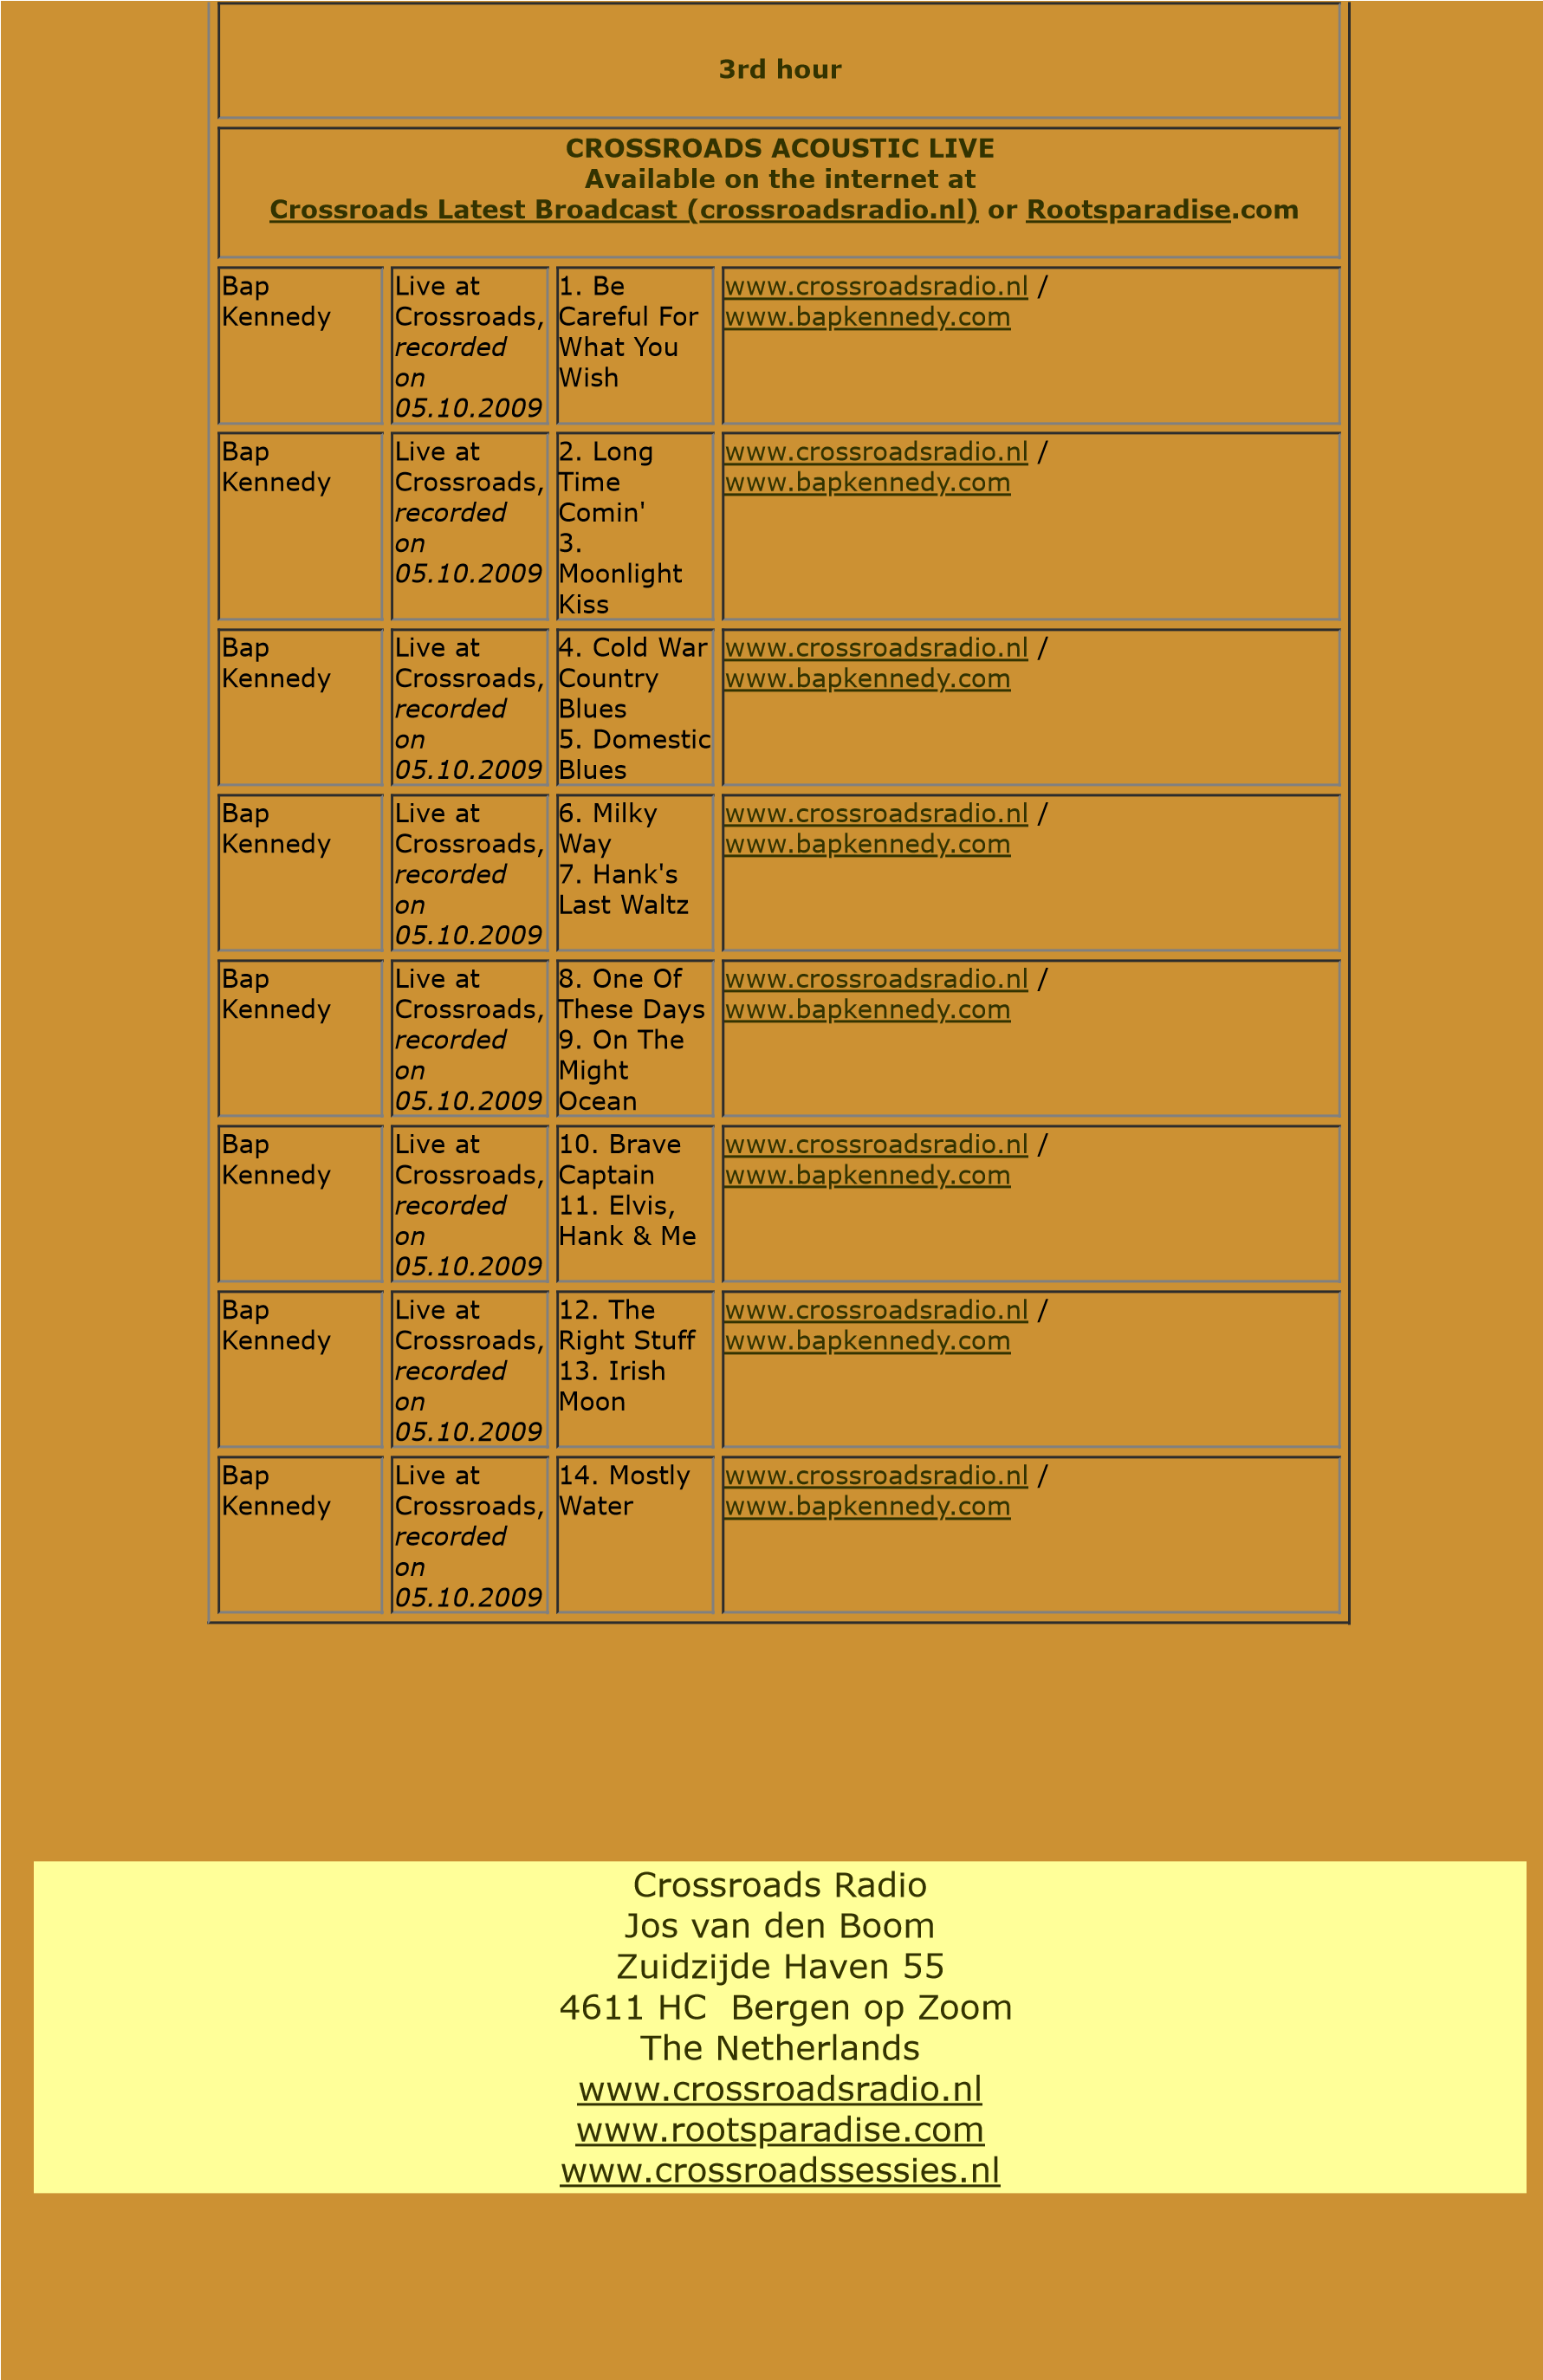 3rd hour
CROSSROADS ACOUSTIC LIVE
Available on the internet at
Crossroads Latest Broadcast (crossroadsradio.nl) or Rootsparadise.com
Bap
Kennedy
Live at
Crossroads,
recorded
on
05.10.2009
1. Be
Careful For
What You
Wish
www.crossroadsradio.nl /
www.bapkennedy.com
Bap
Kennedy
Live at
Crossroads,
recorded
on
05.10.2009
2. Long
Time
Comin'
3.
Moonlight
Kiss
www.crossroadsradio.nl /
www.bapkennedy.com
Bap
Kennedy
Live at
Crossroads,
recorded
on
05.10.2009
4. Cold War
Country
Blues
5. Domestic
Blues
www.crossroadsradio.nl /
www.bapkennedy.com
Bap
Kennedy
Live at
Crossroads,
recorded
on
05.10.2009
6. Milky
Way
7. Hank's
Last Waltz
www.crossroadsradio.nl /
www.bapkennedy.com
Bap
Kennedy
Live at
Crossroads,
recorded
on
05.10.2009
8. One Of
These Days
9. On The
Might
Ocean
www.crossroadsradio.nl /
www.bapkennedy.com
Bap
Kennedy
Live at
Crossroads,
recorded
on
05.10.2009
10. Brave
Captain
11. Elvis,
Hank & Me
www.crossroadsradio.nl /
www.bapkennedy.com
Bap
Kennedy
Live at
Crossroads,
recorded
on
05.10.2009
12. The
Right Stuff
13. Irish
Moon
www.crossroadsradio.nl /
www.bapkennedy.com
Bap
Kennedy
Live at
Crossroads,
recorded
on
05.10.2009
14. Mostly
Water
www.crossroadsradio.nl /
www.bapkennedy.com
Crossroads Radio
Jos van den Boom
Zuidzijde Haven 55
4611 HC  Bergen op Zoom
The Netherlands
www.crossroadsradio.nl
www.rootsparadise.com
www.crossroadssessies.nl